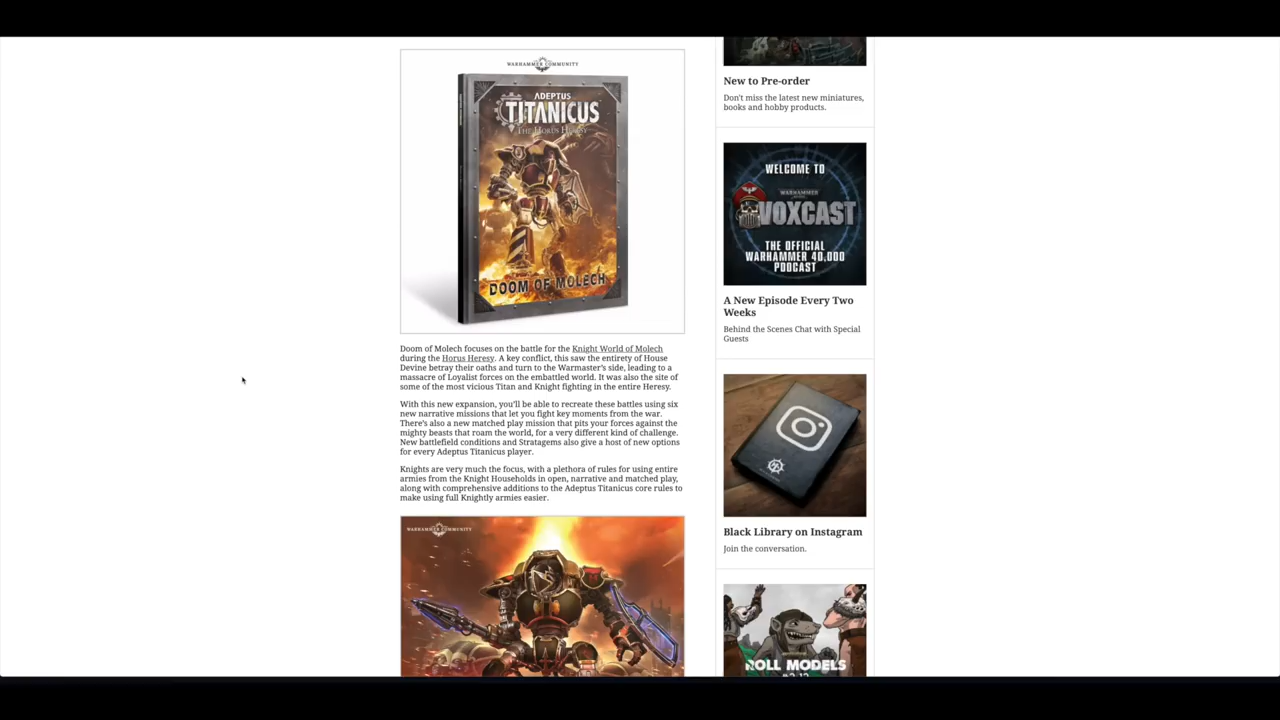 WARHAMMER COMMUNITY
ADEPTUS
TITANICUS
THE HORUS HERESY
DOOM OF MOLECH
Doom of Molech focuses on the battle for the Knight World of Molech
during the Horus Heresy. A key conflict, this saw the entirety of House
Devine betray their oaths and turn to the Warmaster's side, leading to a
massacre of Loyalist forces on the embattled world. It was also the site of
some of the most vicious Titan and Knight fighting in the entire Heresy.
With this new expansion, you'll be able to recreate these battles using six
new narrative missions that let you fight key moments from the war.
There's also a new matched play mission that pits your forces against the
mighty beasts that roam the world, for a very different kind of challenge.
New battlefield conditions and Stratagems also give a host of new options
for every Adeptus Titanicus player.
Knights are very much the focus, with a plethora of rules for using entire
armies from the Knight Households in open, narrative and matched play,
along with comprehensive additions to the Adeptus Titanicus core rules to
make using full Knightly armies easier.
WARHAMMER COMMUNITY
New to Pre-order
Don't miss the latest new miniatures,
books and hobby products.
WELCOME TO
WARHAMMER
VOXCAST
THE OFFICIAL
WARHAMMER 40,000
PODCAST
A New Episode Every Two
Weeks
Behind the Scenes Chat with Special
Guests
Black Library on Instagram
Join the conversation.
ROLL MODELS